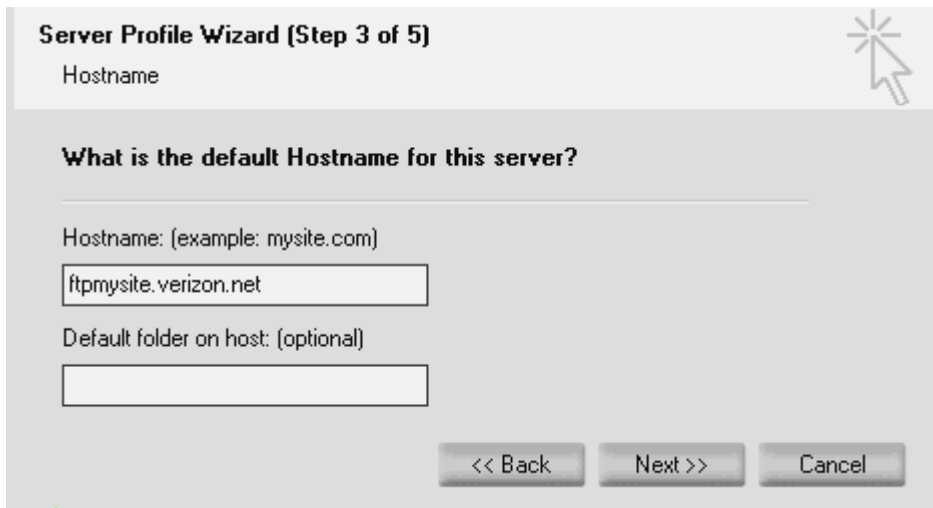 Server Profile Wizard (Step 3 of 5)
Hostname
What is the default Hostname for this server?
Hostname: (example: mysite.com)
ftpmysite.verizon.net
Default folder on host: (optional)
<< Back Next >> Cancel